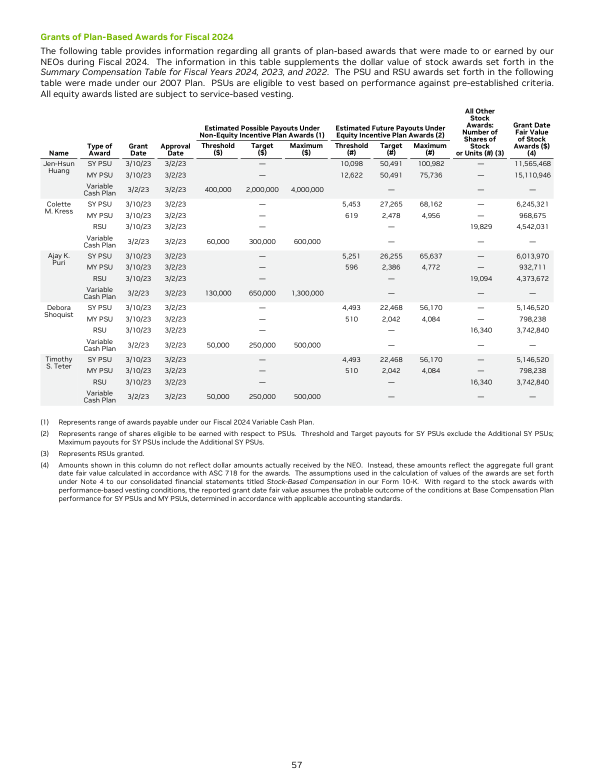 Grants of Plan-Based Awards for Fiscal 2024
The following table provides information regarding all grants of plan-based awards that were made to or earned by our
NEOs during Fiscal 2024. The information in this table supplements the dollar value of stock awards set forth in the
Summary Compensation Table for Fiscal Years 2024, 2023, and 2022. The PSU and RSU awards set forth in the following
table were made under our 2007 Plan. PSUs are eligible to vest based on performance against pre-established criteria.
All equity awards listed are subject to service-based vesting.
Name Type of Award Grant Date Approval Date Estimated Possible Payouts Under Non-Equity Incentive Plan Awards (1) Estimated Future Payouts Under Equity Incentive Plan Awards (2) All Other Stock Awards: Number of Shares of Stock or Units (#) (3) Grant Date Fair Value of Stock Awards ($) (4)
Threshold ($) Target ($) Maximum ($) Threshold (#) Target (#) Maximum (#)
Jen-Hsun Huang SY PSU 3/10/23 3/2/23 — 10,098 50,491 100,982 — 11,565,468
MY PSU 3/10/23 3/2/23 — 12,622 50,491 75,736 — 15,110,946
Variable Cash Plan 3/2/23 3/2/23 400,000 2,000,000 4,000,000 — — —
Colette M. Kress SY PSU 3/10/23 3/2/23 — 5,453 27,265 68,162 — 6,245,321
MY PSU 3/10/23 3/2/23 — 619 2,478 4,956 — 968,675
RSU 3/10/23 3/2/23 — — 19,829 4,542,031
Variable Cash Plan 3/2/23 3/2/23 60,000 300,000 600,000 — — —
Ajay K. Puri SY PSU 3/10/23 3/2/23 — 5,251 26,255 65,637 — 6,013,970
MY PSU 3/10/23 3/2/23 — 596 2,386 4,772 — 932,711
RSU 3/10/23 3/2/23 — — 19,094 4,373,672
Variable Cash Plan 3/2/23 3/2/23 130,000 650,000 1,300,000 — — —
Debora Shoquist SY PSU 3/10/23 3/2/23 — 4,493 22,468 56,170 — 5,146,520
MY PSU 3/10/23 3/2/23 — 510 2,042 4,084 — 798,238
RSU 3/10/23 3/2/23 — — 16,340 3,742,840
Variable Cash Plan 3/2/23 3/2/23 50,000 250,000 500,000 — — —
Timothy S. Teter SY PSU 3/10/23 3/2/23 — 4,493 22,468 56,170 — 5,146,520
MY PSU 3/10/23 3/2/23 — 510 2,042 4,084 — 798,238
RSU 3/10/23 3/2/23 — — 16,340 3,742,840
Variable Cash Plan 3/2/23 3/2/23 50,000 250,000 500,000 — — —
(1) Represents range of awards payable under our Fiscal 2024 Variable Cash Plan.
(2) Represents range of shares eligible to be earned with respect to PSUs. Threshold and Target payouts for SY PSUs exclude the Additional SY PSUs;
Maximum payouts for SY PSUs include the Additional SY PSUs.
(3) Represents RSUs granted.
(4) Amounts shown in this column do not reflect dollar amounts actually received by the NEO. Instead, these amounts reflect the aggregate full grant
date fair value calculated in accordance with ASC 718 for the awards. The assumptions used in the calculation of values of the awards are set forth
under Note 4 to our consolidated financial statements titled Stock-Based Compensation in our Form 10-K. With regard to the stock awards with
performance-based vesting conditions, the reported grant date fair value assumes the probable outcome of the conditions at Base Compensation Plan
performance for SY PSUs and MY PSUs, determined in accordance with applicable accounting standards.
57